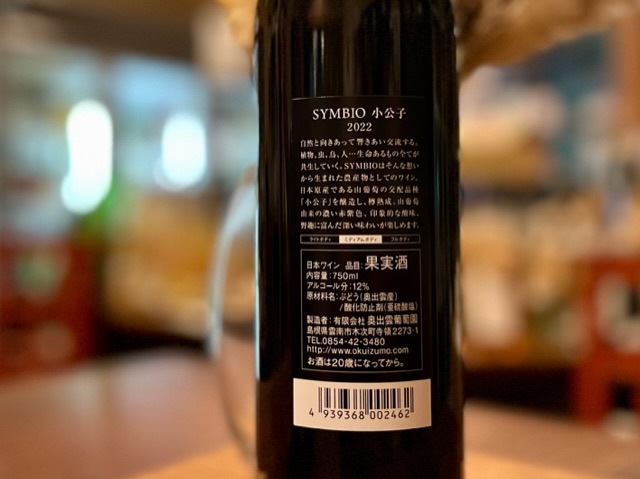 SYMBIO 小公子
2022
自然と向きあって響きあい交流する。
植物、虫、鳥、人…生命あるもの全てが
共生していく。SYMBIOはそんな想い
から生まれた農産物としてのワイン。
日本原産である山葡萄の交配品種
「小公子」を醸造し、樽熟成。山葡萄
由来の濃い赤紫色、印象的な酸味、
野趣に富んだ深い味わいが楽しめます。
ライトボディ ミディアムボディ フルボディ
日本ワイン 品目:果実酒
内容量:750ml
アルコール分:12%
原材料名:ぶどう(奥出雲産)
/酸化防止剤(亜硫酸塩)
製造者:有限会社 奥出雲葡萄園
島根県雲南市木次町寺領2273-1
TEL.0854-42-3480
www.okuizumo.com
お酒は20歳になってから。
4 939368 002462